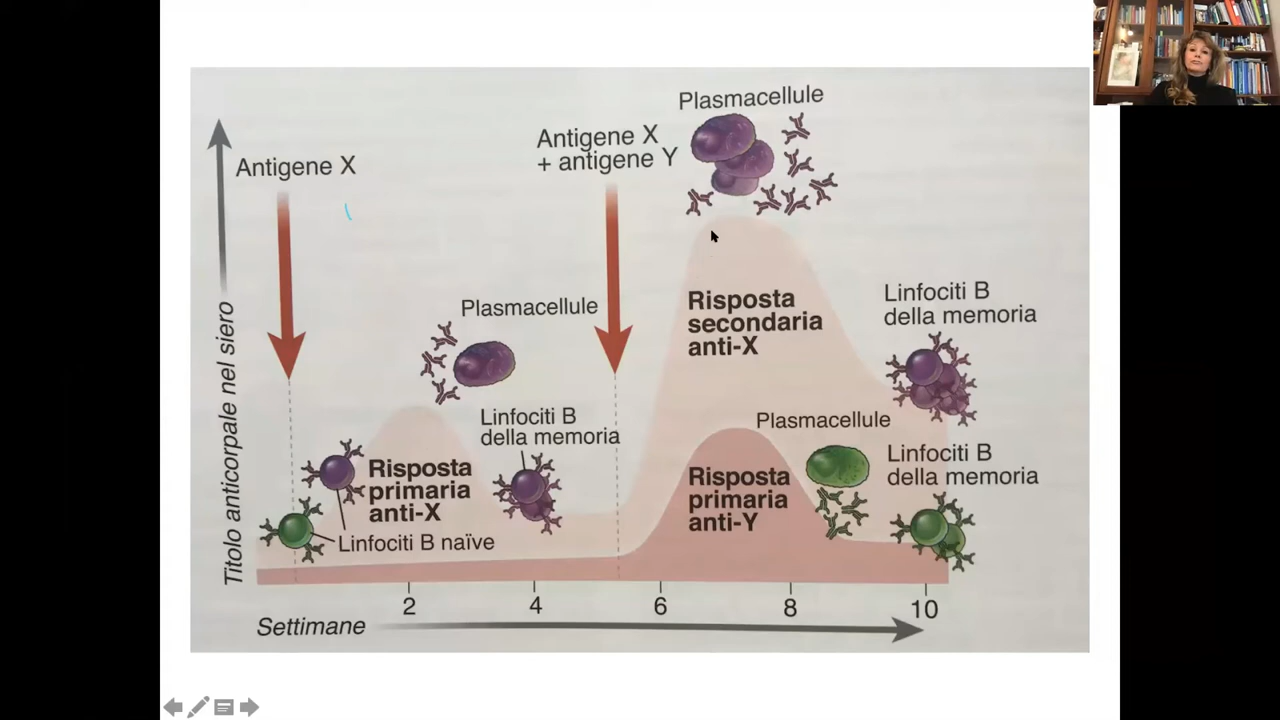 Plasmacellule
Antigene X
Antigene X
+ antigene Y
Plasmacellule
Risposta
secondaria
anti-X
Linfociti B
della memoria
Linfociti B
della memoria
Plasmacellule
Risposta
primaria
anti-X
Risposta
primaria
anti-Y
Linfociti B
della memoria
Linfociti B naïve
Titolo anticorpale nel siero
2
4
6
8
10
Settimane